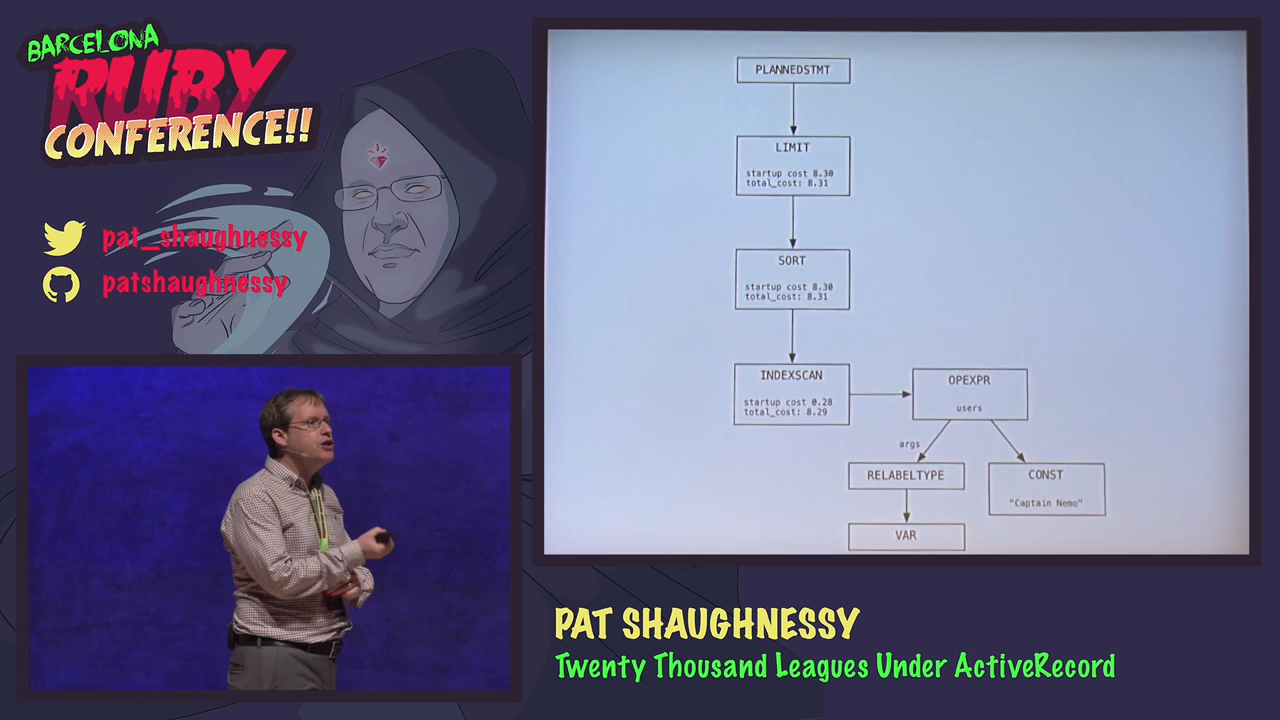 BARCELONA
RUBY
CONFERENCE!!
pat_shaughnessy
patshaughnessy
PLANNEDSTMT
LIMIT
startup cost 8.30
total_cost: 8.31
SORT
startup cost 8.30
total_cost: 8.31
INDEXSCAN
startup cost 0.28
total_cost: 8.29
OPEXPR
users
args
RELABELTYPE
CONST
"Captain Nemo"
VAR
PAT SHAUGHNESSY
Twenty Thousand Leagues Under ActiveRecord